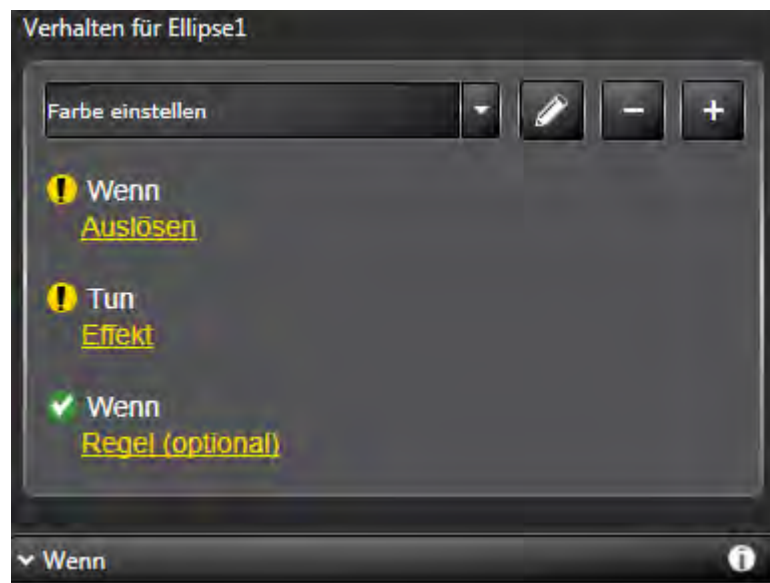 Verhalten für Ellipse1
Farbe einstellen
Wenn
Auslösen
Tun
Effekt
Wenn
Regel (optional)
Wenn